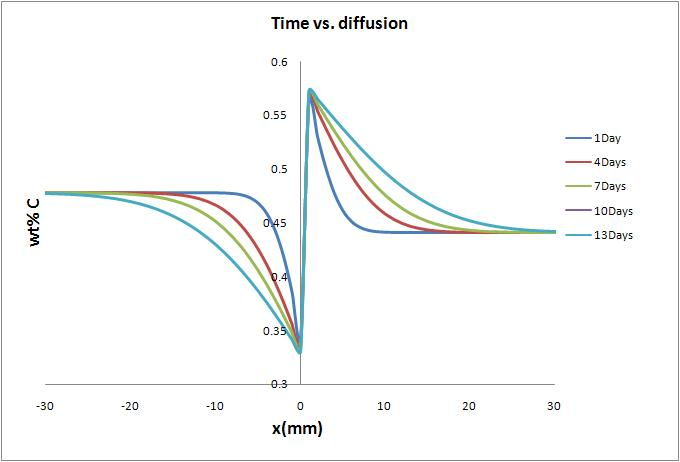 Time vs. diffusion
0.6
0.55
0.5
0.45
0.4
0.35
0.3
wt% C
-30 -20 -10 0 10 20 30
x(mm)
1Day
4Days
7Days
10Days
13Days